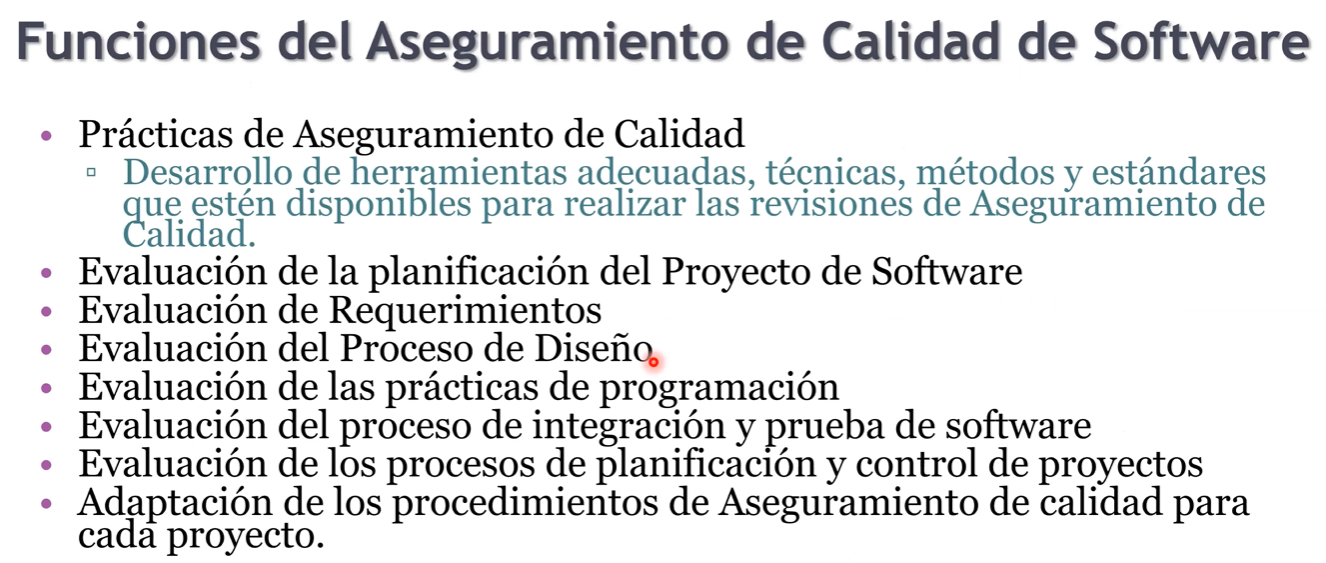 Funciones del Aseguramiento de Calidad de Software
• Prácticas de Aseguramiento de Calidad
▫ Desarrollo de herramientas adecuadas, técnicas, métodos y estándares
que estén disponibles para realizar las revisiones de Aseguramiento de
Calidad.
• Evaluación de la planificación del Proyecto de Software
• Evaluación de Requerimientos
• Evaluación del Proceso de Diseño
• Evaluación de las prácticas de programación
• Evaluación del proceso de integración y prueba de software
• Evaluación de los procesos de planificación y control de proyectos
• Adaptación de los procedimientos de Aseguramiento de calidad para
cada proyecto.